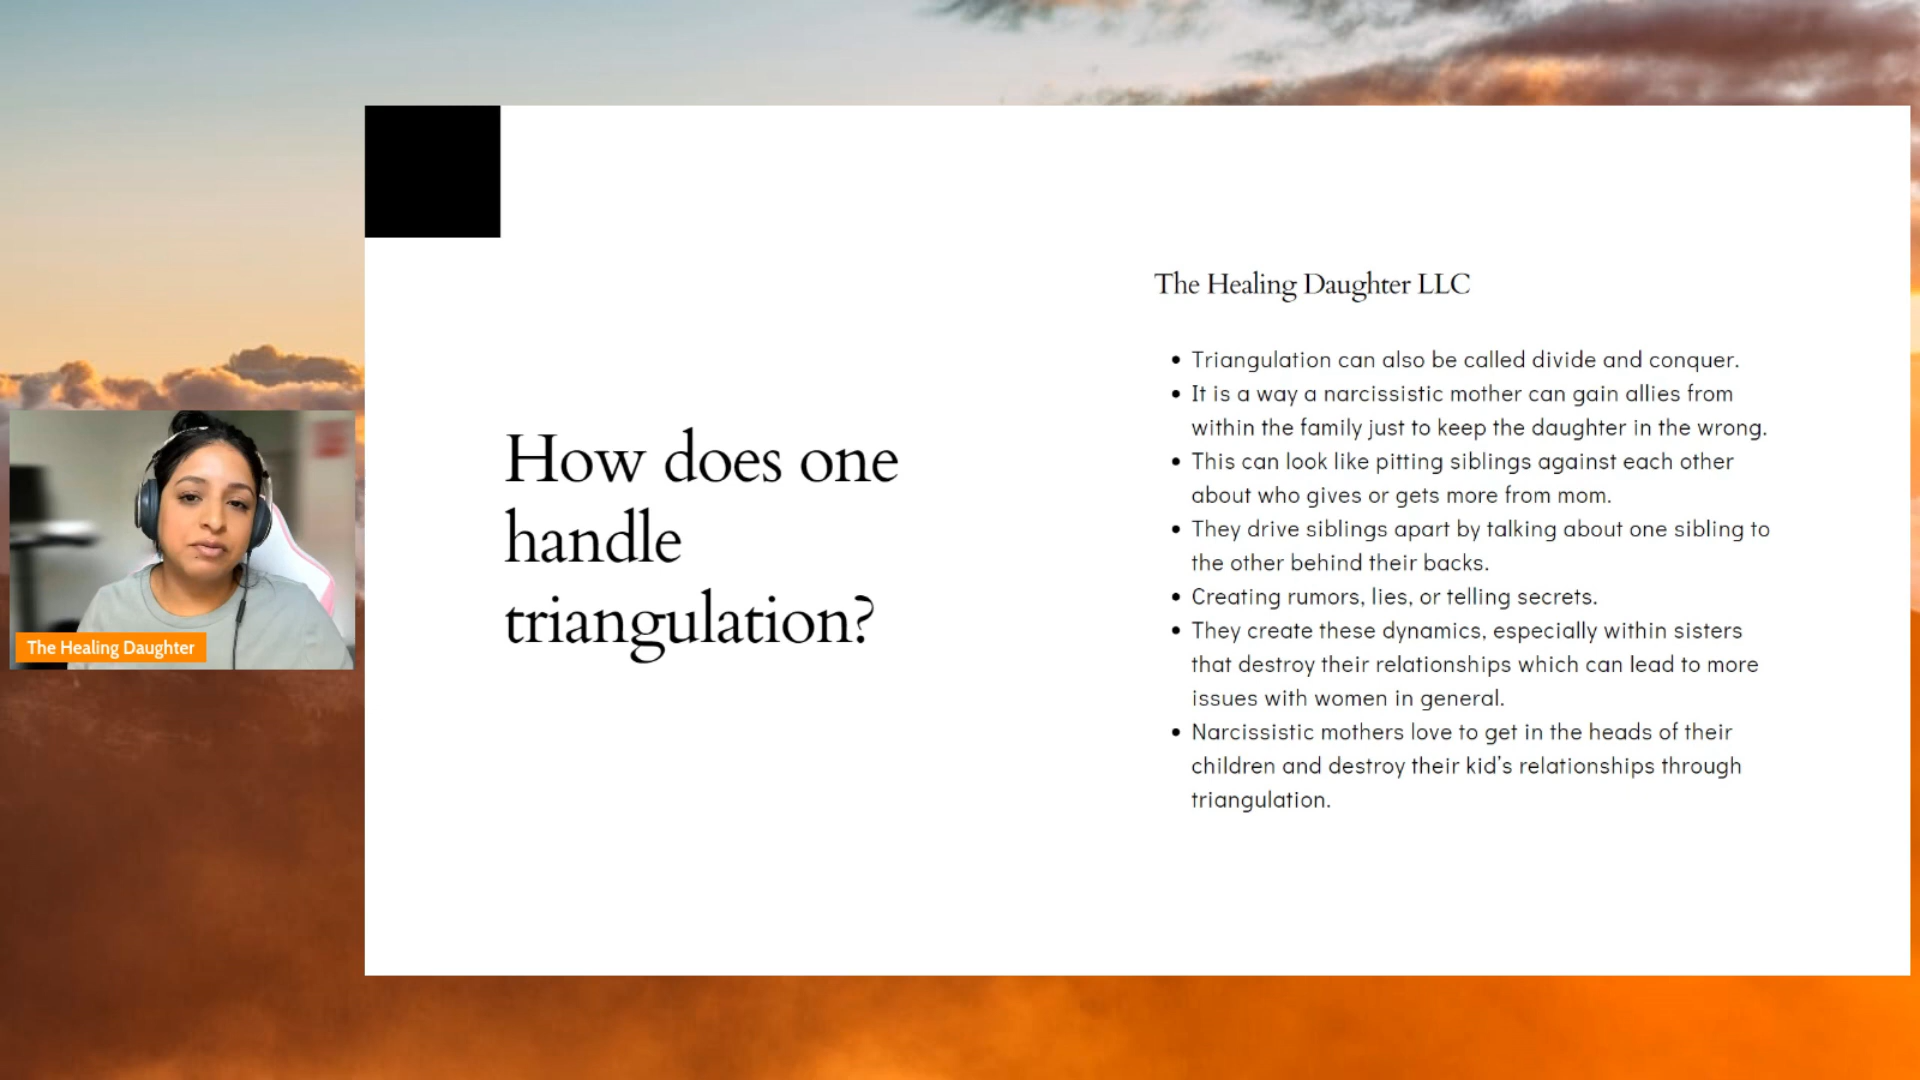 How does one
handle
triangulation?
The Healing Daughter LLC
• Triangulation can also be called divide and conquer.
• It is a way a narcissistic mother can gain allies from
within the family just to keep the daughter in the wrong.
• This can look like pitting siblings against each other
about who gives or gets more from mom.
• They drive siblings apart by talking about one sibling to
the other behind their backs.
• Creating rumors, lies, or telling secrets.
• They create these dynamics, especially within sisters
that destroy their relationships which can lead to more
issues with women in general.
• Narcissistic mothers love to get in the heads of their
children and destroy their kid's relationships through
triangulation.
The Healing Daughter